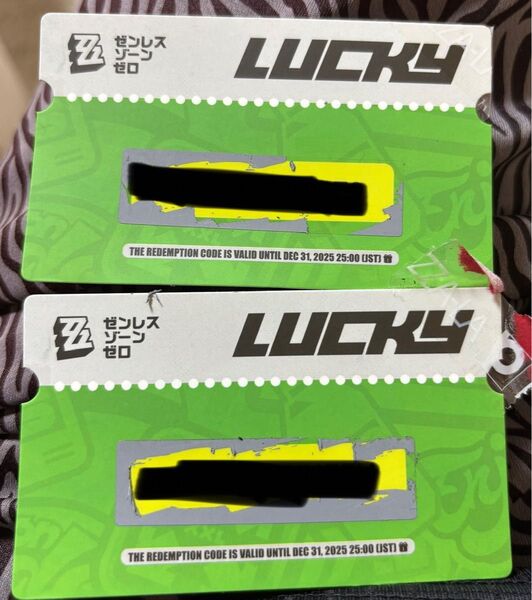 ゼンレス
ゾーン
ゼロ
LUCKY
THE REDEMPTION CODE IS VALID UNTIL DEC 31, 2025 25:00 (JST)
ゼンレス
ゾーン
ゼロ
LUCKY
THE REDEMPTION CODE IS VALID UNTIL DEC 31, 2025 25:00 (JST)